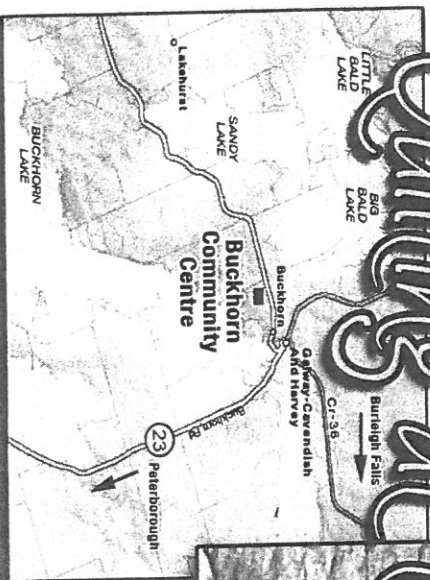 LITTLE
BALD
LAKE
BIG
BALD
LAKE
Burleigh Falls
Cr-36
Galway-Cavendish
And Harvey
Buckhorn
SANDY
LAKE
Lakehurst
Buckhorn
Community
Centre
BUCKHORN
LAKE
Buckhorn Rd
23
Peterborough